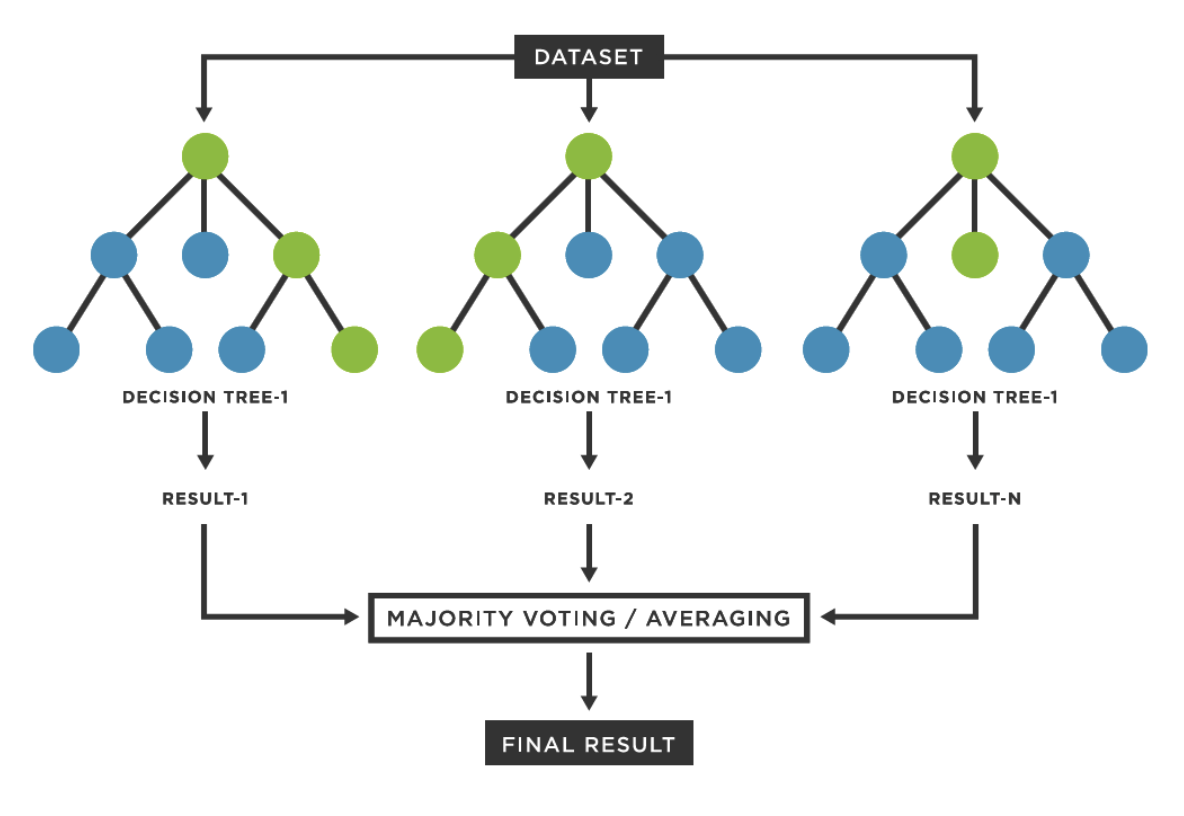 DATASET
DECISION TREE-1
DECISION TREE-1
DECISION TREE-1
RESULT-1
RESULT-2
RESULT-N
MAJORITY VOTING / AVERAGING
FINAL RESULT